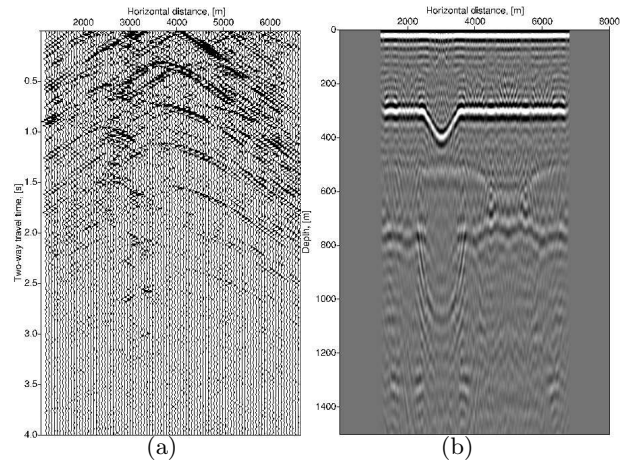 Horizontal distance, [m]
2000 3000 4000 5000 6000
Two-way travel time, [s]
0.5
1.0
1.5
2.0
2.5
3.0
3.5
4.0
(a)
Horizontal distance, [m]
2000 4000 6000 8000
Depth, [m]
0
200
400
600
800
1000
1200
1400
(b)